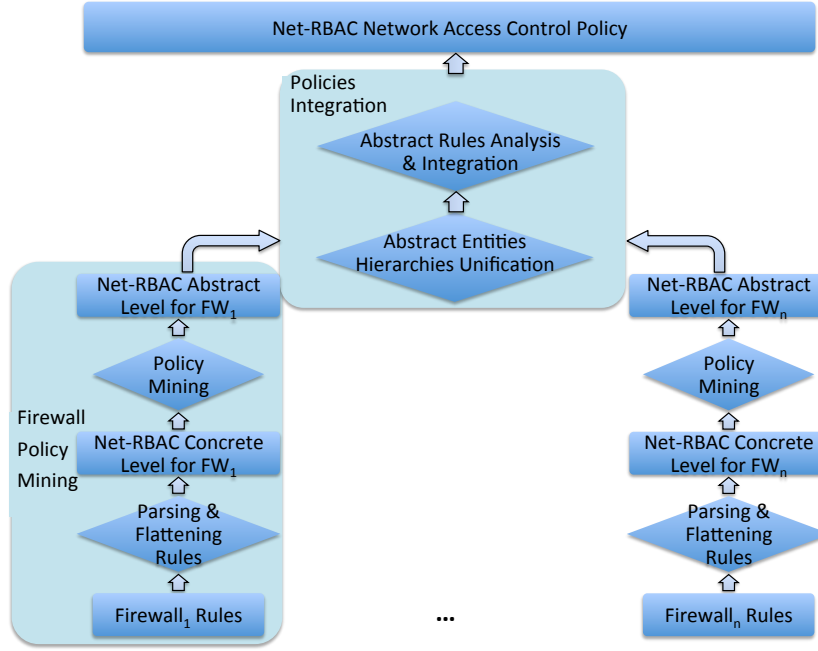 Net-RBAC Network Access Control Policy
Policies
Integration
Abstract Rules Analysis
& Integration
Abstract Entities
Hierarchies Unification
Net-RBAC Abstract
Level for FW1
Policy
Mining
Firewall
Policy
Mining
Net-RBAC Concrete
Level for FW1
Parsing &
Flattening
Rules
Firewall1 Rules
...
Net-RBAC Abstract
Level for FWn
Policy
Mining
Net-RBAC Concrete
Level for FWn
Parsing &
Flattening
Rules
Firewalln Rules